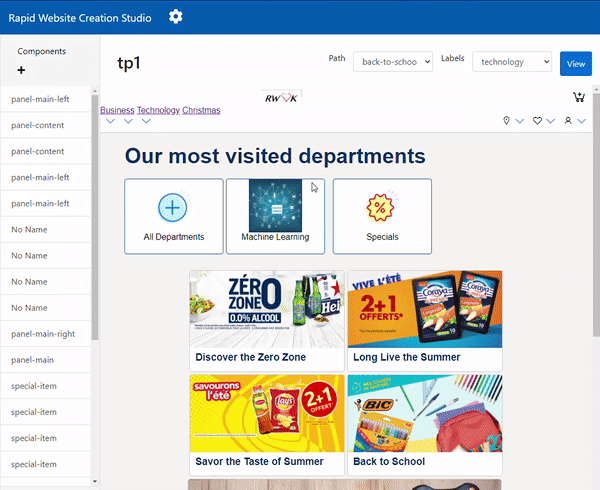 Rapid Website Creation Studio
Components
+
panel-main-left
panel-content
panel-content
panel-main-left
panel-main-left
No Name
No Name
No Name
No Name
panel-main-right
panel-main
special-item
special-item
special-item
special-item
tp1
Path
back-to-schoo
Labels
technology
View
RW K
Business Technology Christmas
Our most visited departments
All Departments
Machine Learning
Specials
ZÉRO
ZONE
0.0% ALCOOL
Discover the Zero Zone
VIVE L'ÉTÉ
2+1
OFFERTS*
Coraya
Coraya
Long Live the Summer
savourons
l'été
Lay's
2+1
OFFERT
Savor the Taste of Summer
BIC
Back to School